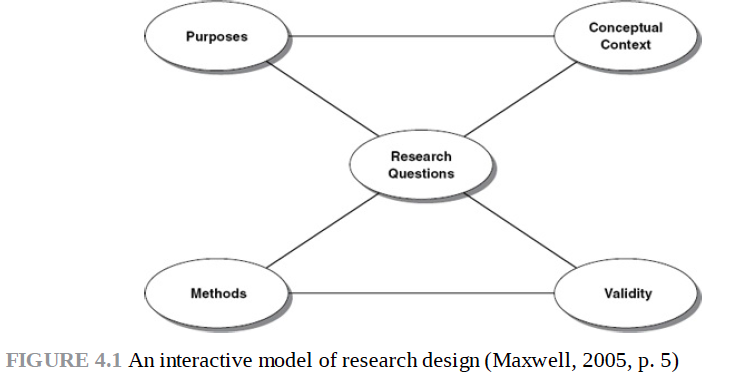 Purposes
Conceptual
Context
Research
Questions
Methods
Validity
FIGURE 4.1 An interactive model of research design (Maxwell, 2005, p. 5)